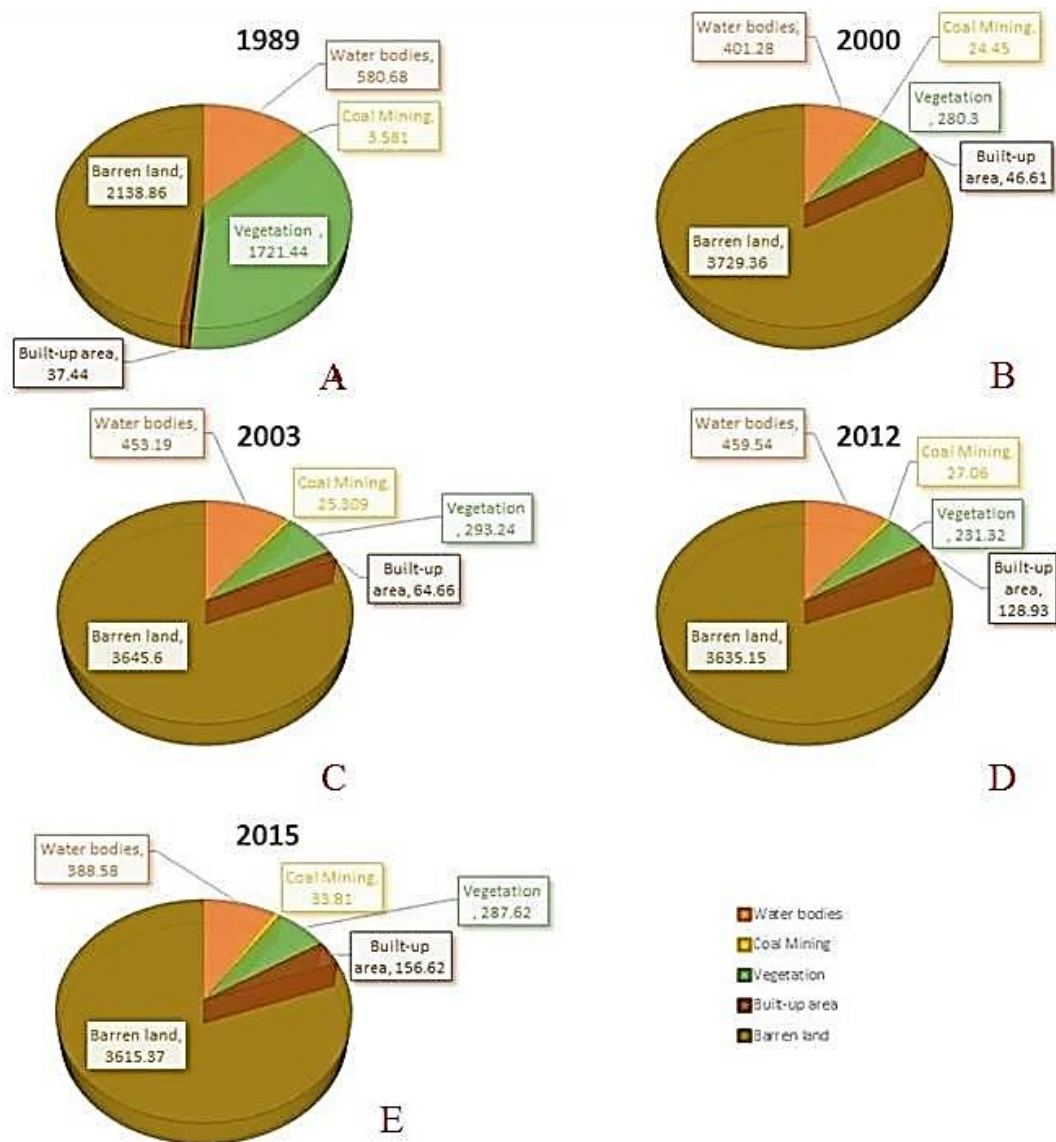 1989
Water bodies,
580.68
Coal Mining,
3.581
Barren land,
2138.86
Vegetation ,
1721.44
Built-up area,
37.44
A
2000
Water bodies,
401.28
Coal Mining,
24.45
Vegetation
, 280.3
Built-up
area, 46.61
Barren land,
3729.36
B
2003
Water bodies,
453.19
Coal Mining,
25.309
Vegetation
, 293.24
Built-up
area, 64.66
Barren land,
3645.6
C
2012
Water bodies,
459.54
Coal Mining,
27.06
Vegetation
, 231.32
Built-up
area,
128.93
Barren land,
3635.15
D
2015
Water bodies,
388.58
Coal Mining,
33.81
Vegetation
, 287.62
Built-up
area, 156.62
Barren land,
3615.37
E
Water bodies
Coal Mining
Vegetation
Built-up area
Barren land